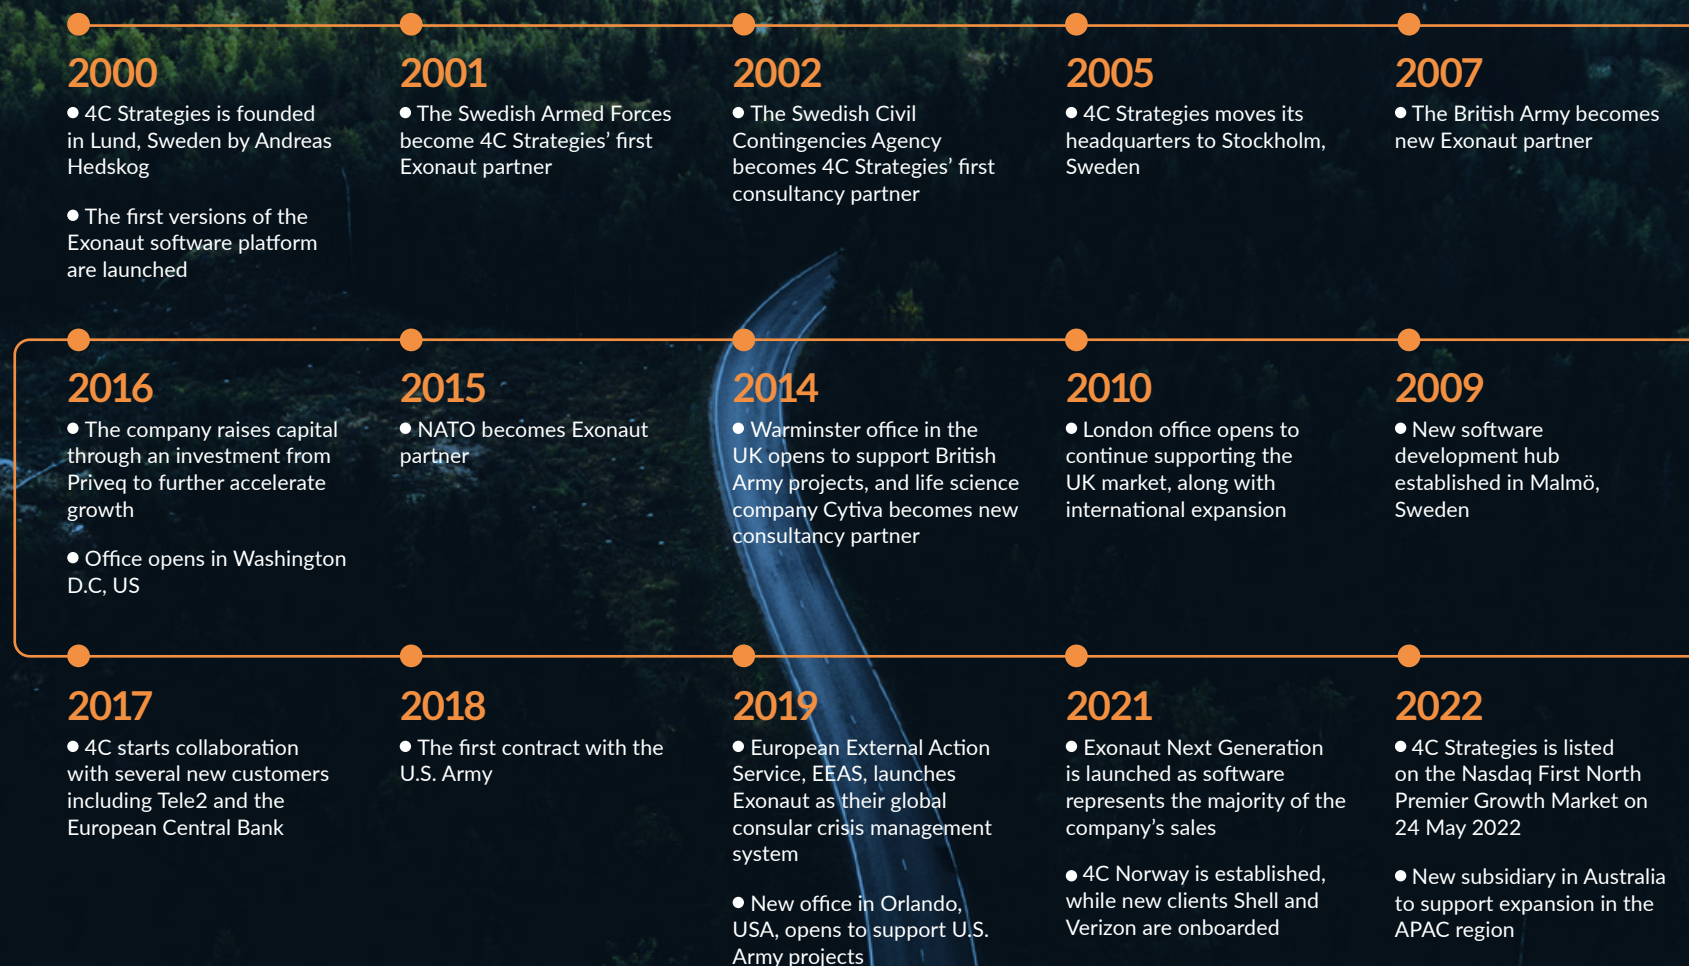 2000
• 4C Strategies is founded
in Lund, Sweden by Andreas
Hedskog
• The first versions of the
Exonaut software platform
are launched
2001
• The Swedish Armed Forces
become 4C Strategies’ first
Exonaut partner
2002
• The Swedish Civil
Contingencies Agency
becomes 4C Strategies’ first
consultancy partner
2005
• 4C Strategies moves its
headquarters to Stockholm,
Sweden
2007
• The British Army becomes
new Exonaut partner
2016
• The company raises capital
through an investment from
Priveq to further accelerate
growth
• Office opens in Washington
D.C, US
2015
• NATO becomes Exonaut
partner
2014
• Warminster office in the
UK opens to support British
Army projects, and life science
company Cytiva becomes new
consultancy partner
2010
• London office opens to
continue supporting the
UK market, along with
international expansion
2009
• New software
development hub
established in Malmö,
Sweden
2017
• 4C starts collaboration
with several new customers
including Tele2 and the
European Central Bank
2018
• The first contract with the
U.S. Army
2019
• European External Action
Service, EEAS, launches
Exonaut as their global
consular crisis management
system
• New office in Orlando,
USA, opens to support U.S.
Army projects
2021
• Exonaut Next Generation
is launched as software
represents the majority of the
company’s sales
• 4C Norway is established,
while new clients Shell and
Verizon are onboarded
2022
• 4C Strategies is listed
on the Nasdaq First North
Premier Growth Market on
24 May 2022
• New subsidiary in Australia
to support expansion in the
APAC region